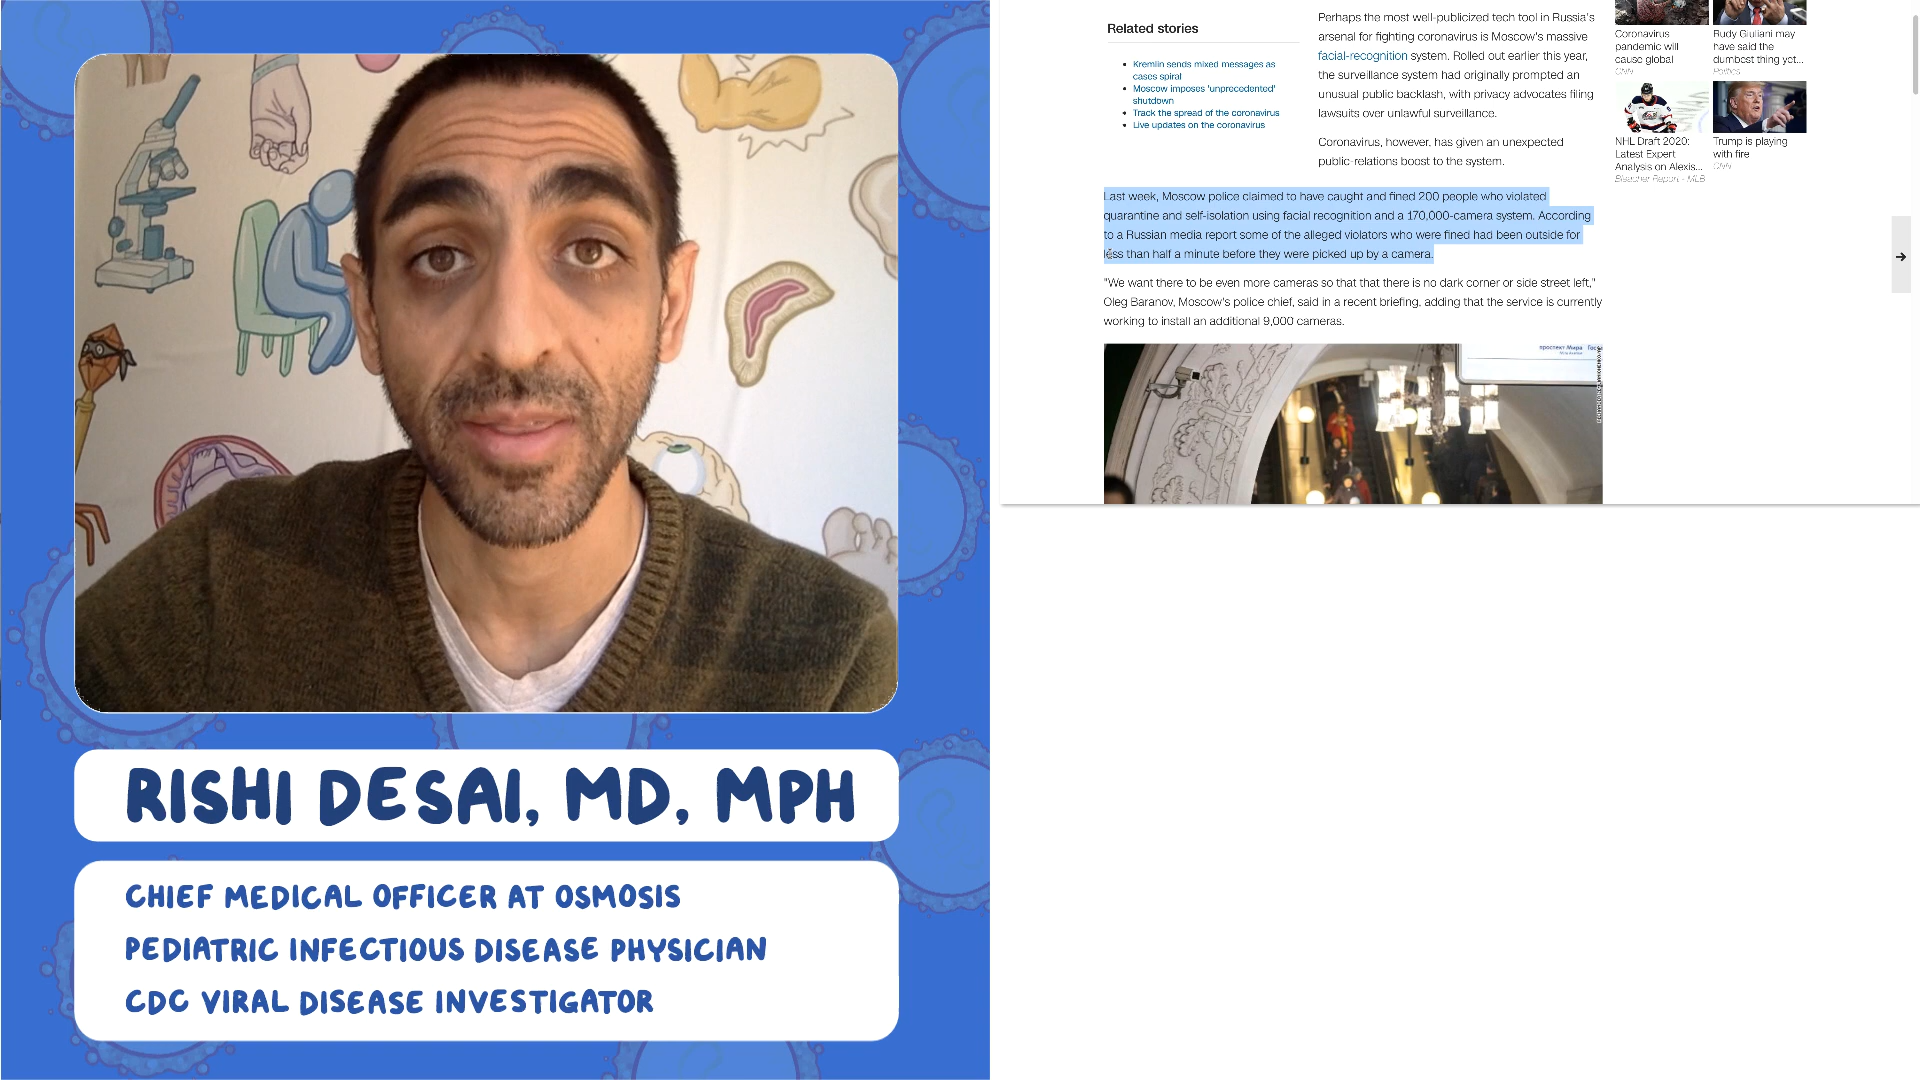 RISHI DESAI, MD, MPH
CHIEF MEDICAL OFFICER AT OSMOSIS
PEDIATRIC INFECTIOUS DISEASE PHYSICIAN
CDC VIRAL DISEASE INVESTIGATOR
Related stories
Kremlin sends mixed messages as
cases spiral
Moscow imposes 'unprecedented'
shutdown
Track the spread of the coronavirus
Live updates on the coronavirus
Perhaps the most well-publicized tech tool in Russia's
arsenal for fighting coronavirus is Moscow's massive
facial-recognition system. Rolled out earlier this year,
the surveillance system had originally prompted an
unusual public backlash, with privacy advocates filing
lawsuits over unlawful surveillance.
Coronavirus, however, has given an unexpected
public-relations boost to the system.
Last week, Moscow police claimed to have caught and fined 200 people who violated
quarantine and self-isolation using facial recognition and a 170,000-camera system. According
to a Russian media report some of the alleged violators who were fined had been outside for
less than half a minute before they were picked up by a camera.
"We want there to be even more cameras so that that there is no dark corner or side street left,"
Oleg Baranov, Moscow's police chief, said in a recent briefing, adding that the service is currently
working to install an additional 9,000 cameras.
проспект Мира
Coronavirus
pandemic will
cause global
CNN
Rudy Giuliani may
have said the
dumbest thing yet...
Politics
NHL Draft 2020:
Latest Expert
Analysis on Alexis...
Bleacher Report - MLB
Trump is playing
with fire
CNN